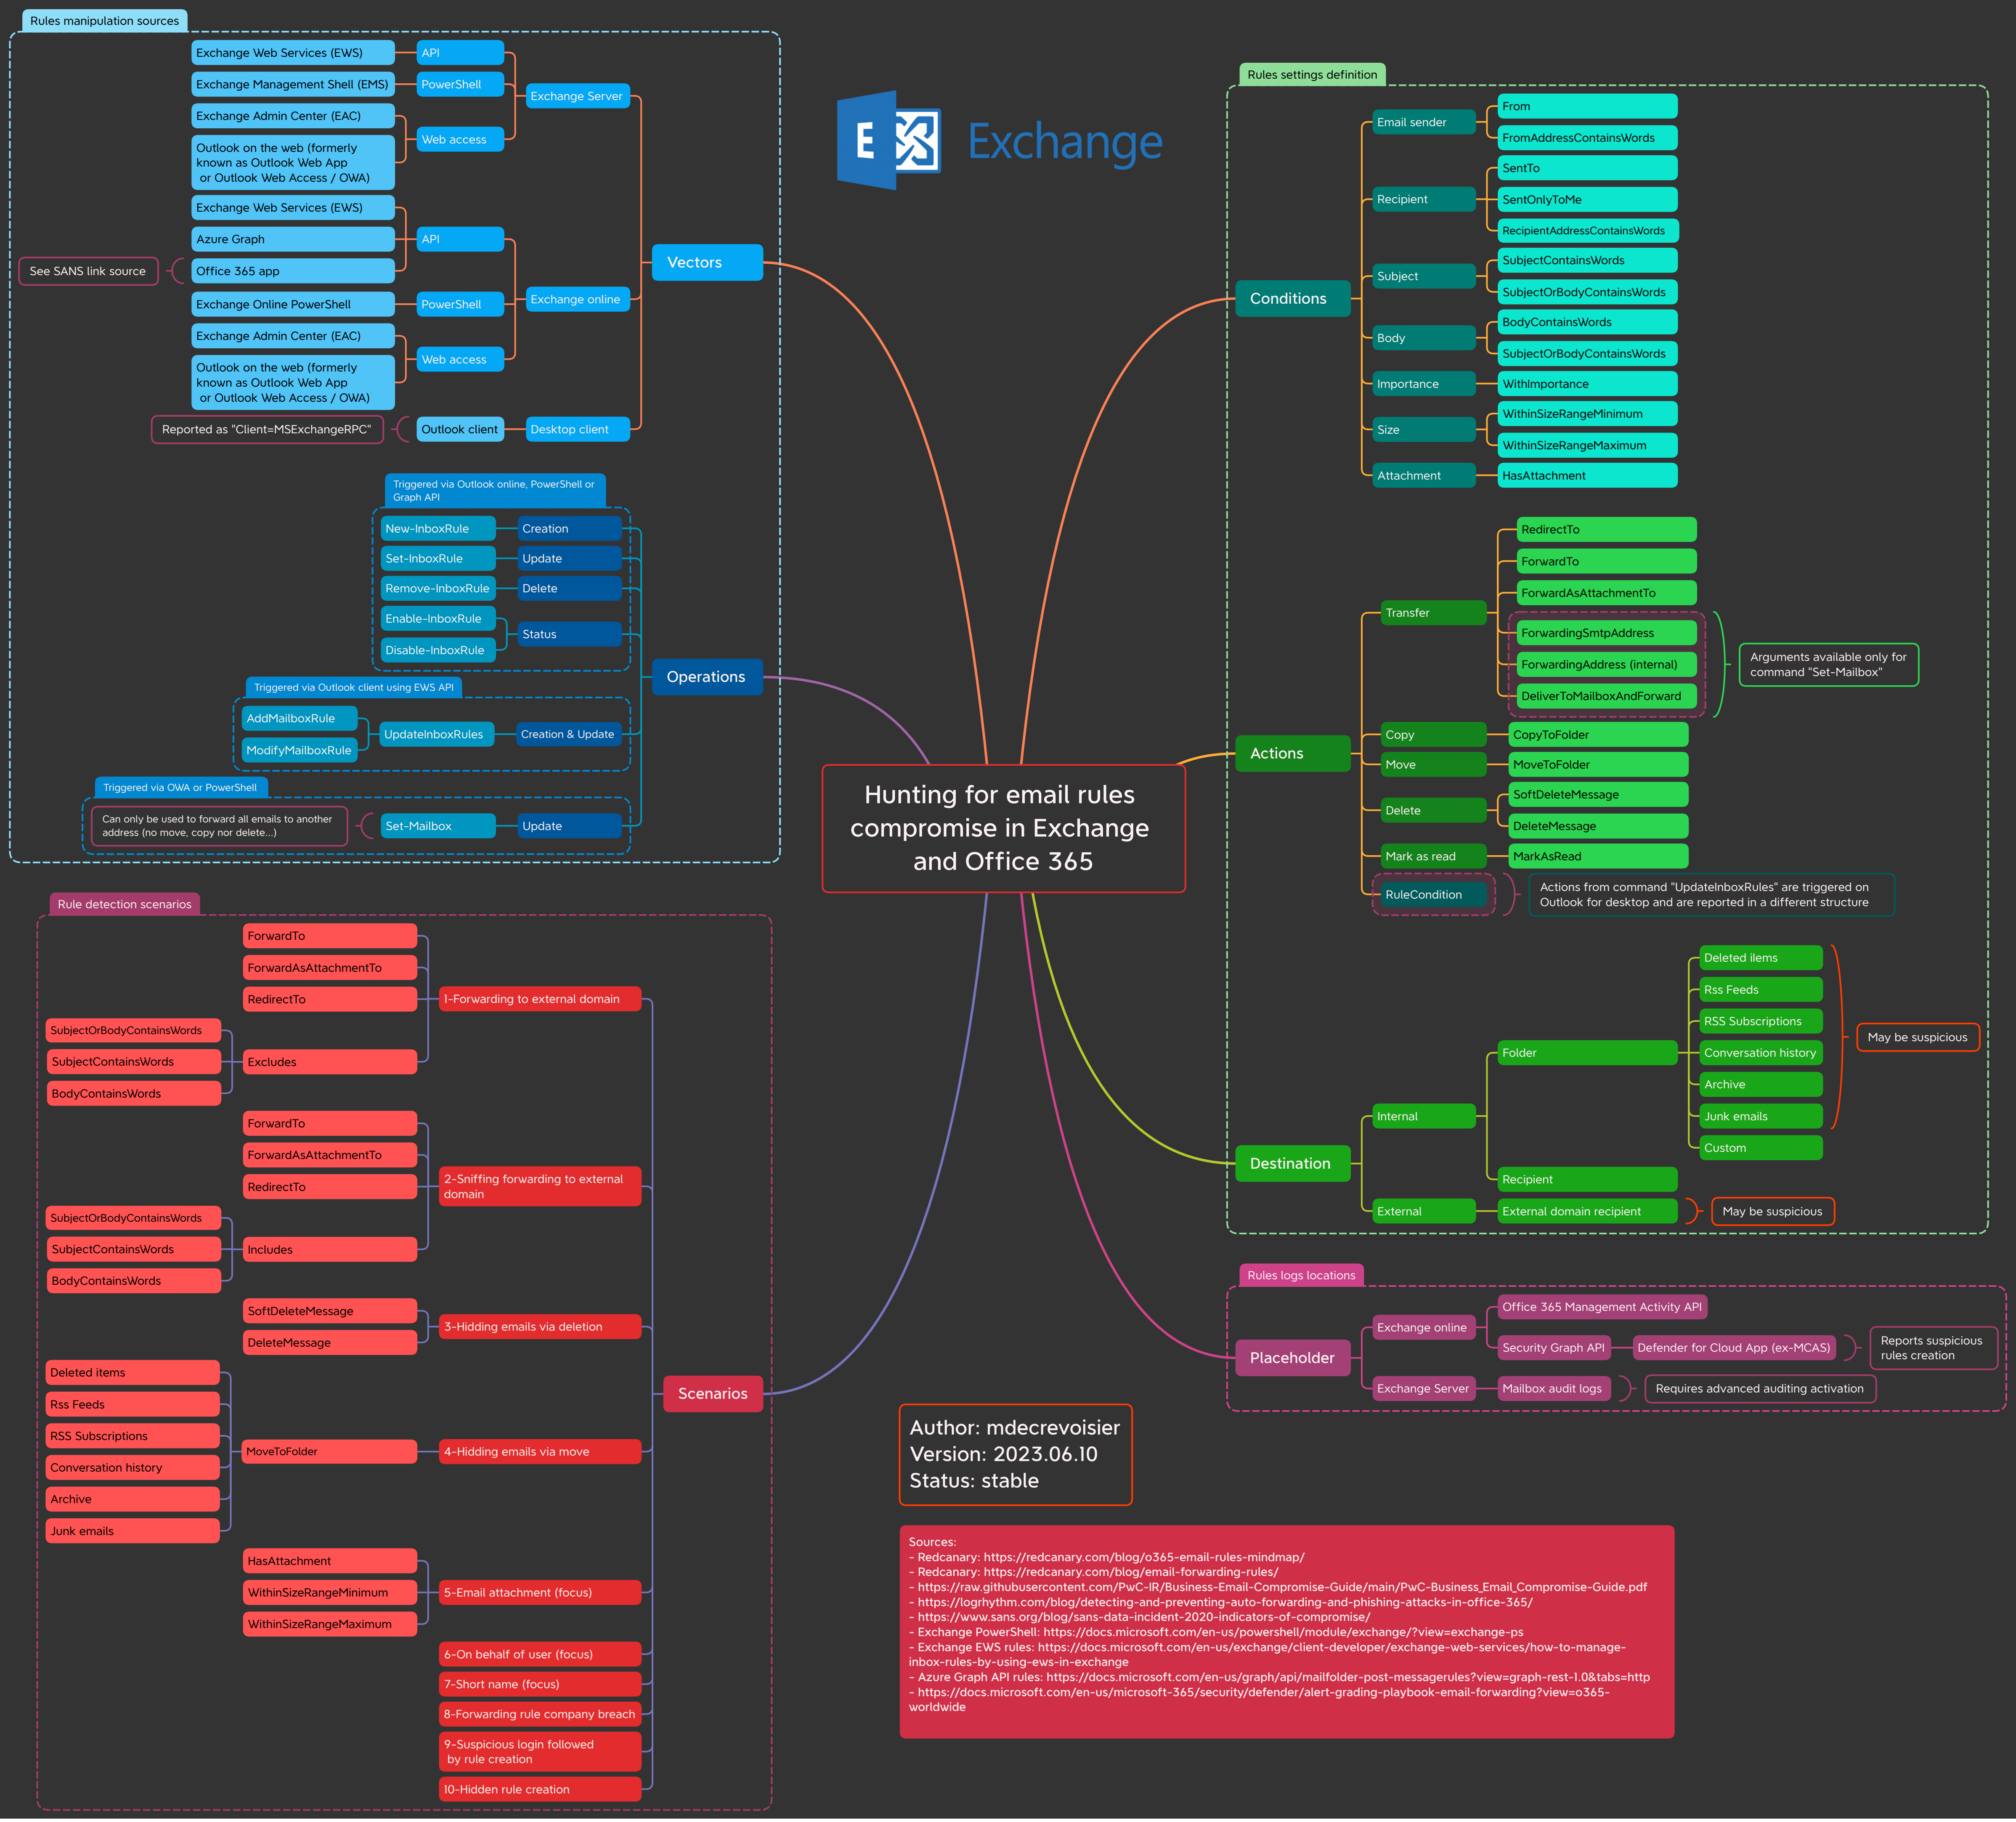 Rules manipulation sources
Exchange Web Services (EWS)
API
Exchange Management Shell (EMS)
PowerShell
Exchange Server
Exchange Admin Center (EAC)
Web access
Outlook on the web (formerly
known as Outlook Web App
or Outlook Web Access / OWA)
Exchange Web Services (EWS)
Azure Graph
API
See SANS link source
Office 365 app
Vectors
Exchange Online PowerShell
PowerShell
Exchange online
Exchange Admin Center (EAC)
Web access
Outlook on the web (formerly
known as Outlook Web App
or Outlook Web Access / OWA)
Reported as "Client=MSExchangeRPC"
Outlook client
Desktop client
Triggered via Outlook online, PowerShell or
Graph API
New-InboxRule
Creation
Set-InboxRule
Update
Remove-InboxRule
Delete
Enable-InboxRule
Status
Disable-InboxRule
Operations
Triggered via Outlook client using EWS API
AddMailboxRule
UpdateInboxRules
Creation & Update
ModifyMailboxRule
Triggered via OWA or PowerShell
Can only be used to forward all emails to another
address (no move, copy nor delete...)
Set-Mailbox
Update
Rule detection scenarios
ForwardTo
ForwardAsAttachmentTo
RedirectTo
1-Forwarding to external domain
SubjectOrBodyContainsWords
SubjectContainsWords
Excludes
BodyContainsWords
ForwardTo
ForwardAsAttachmentTo
RedirectTo
2-Sniffing forwarding to external
domain
SubjectOrBodyContainsWords
SubjectContainsWords
Includes
BodyContainsWords
SoftDeleteMessage
3-Hidding emails via deletion
DeleteMessage
Scenarios
Deleted items
Rss Feeds
RSS Subscriptions
MoveToFolder
4-Hidding emails via move
Conversation history
Archive
Junk emails
HasAttachment
WithinSizeRangeMinimum
5-Email attachment (focus)
WithinSizeRangeMaximum
6-On behalf of user (focus)
7-Short name (focus)
8-Forwarding rule company breach
9-Suspicious login followed
by rule creation
10-Hidden rule creation
E
Exchange
Hunting for email rules
compromise in Exchange
and Office 365
Rules settings definition
Conditions
Email sender
From
FromAddressContainsWords
Recipient
SentTo
SentOnlyToMe
RecipientAddressContainsWords
Subject
SubjectContainsWords
SubjectOrBodyContainsWords
Body
BodyContainsWords
SubjectOrBodyContainsWords
Importance
WithImportance
Size
WithinSizeRangeMinimum
WithinSizeRangeMaximum
Attachment
HasAttachment
Actions
Transfer
RedirectTo
ForwardTo
ForwardAsAttachmentTo
ForwardingSmtpAddress
ForwardingAddress (internal)
DeliverToMailboxAndForward
Arguments available only for
command "Set-Mailbox"
Copy
CopyToFolder
Move
MoveToFolder
Delete
SoftDeleteMessage
DeleteMessage
Mark as read
MarkAsRead
RuleCondition
Actions from command "UpdateInboxRules" are triggered on
Outlook for desktop and are reported in a different structure
Destination
Internal
Folder
Deleted ilems
Rss Feeds
RSS Subscriptions
Conversation history
Archive
Junk emails
Custom
May be suspicious
Recipient
External
External domain recipient
May be suspicious
Rules logs locations
Placeholder
Exchange online
Office 365 Management Activity API
Security Graph API
Defender for Cloud App (ex-MCAS)
Reports suspicious
rules creation
Exchange Server
Mailbox audit logs
Requires advanced auditing activation
Author: mdecrevoisier
Version: 2023.06.10
Status: stable
Sources:
- Redcanary: https://redcanary.com/blog/o365-email-rules-mindmap/
- Redcanary: https://redcanary.com/blog/email-forwarding-rules/
- https://raw.githubusercontent.com/PwC-IR/Business-Email-Compromise-Guide/main/PwC-Business_Email_Compromise-Guide.pdf
- https://logrhythm.com/blog/detecting-and-preventing-auto-forwarding-and-phishing-attacks-in-office-365/
- https://www.sans.org/blog/sans-data-incident-2020-indicators-of-compromise/
- Exchange PowerShell: https://docs.microsoft.com/en-us/powershell/module/exchange/?view=exchange-ps
- Exchange EWS rules: https://docs.microsoft.com/en-us/exchange/client-developer/exchange-web-services/how-to-manage-
inbox-rules-by-using-ews-in-exchange
- Azure Graph API rules: https://docs.microsoft.com/en-us/graph/api/mailfolder-post-messagerules?view=graph-rest-1.0&tabs=http
- https://docs.microsoft.com/en-us/microsoft-365/security/defender/alert-grading-playbook-email-forwarding?view=o365-
worldwide